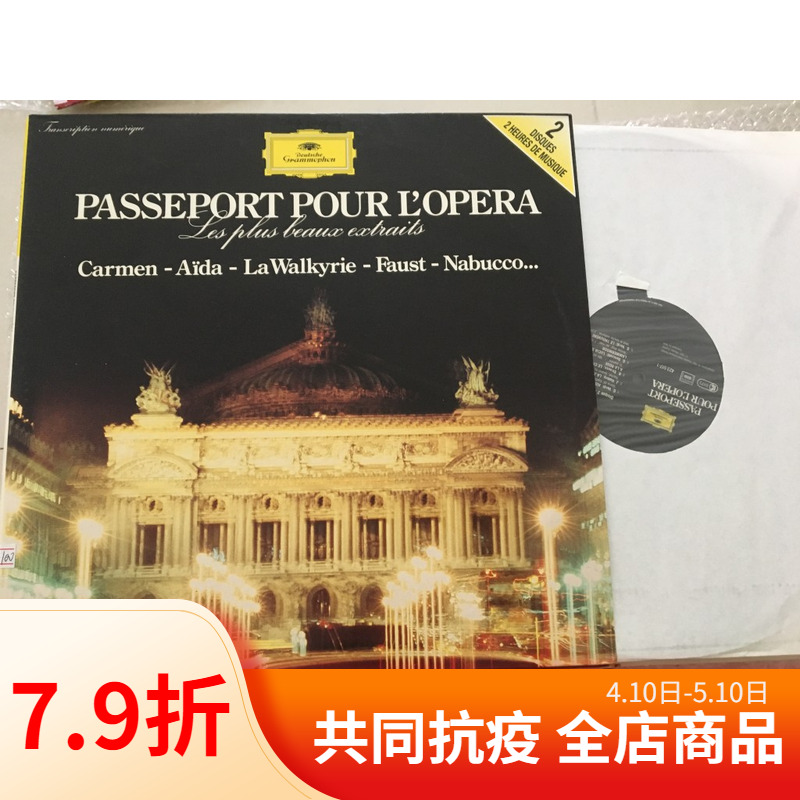 Transcription numérique
Deutsche
Grammophon
2
DISQUES
2 HEURES DE MUSIQUE
PASSEPORT POUR L'OPERA
Les plus beaux extraits
Carmen - Aïda - La Walkyrie - Faust - Nabucco...
PASSEPORT
POUR L'OPERA
4.10日-5.10日
7.9折
共同抗疫 全店商品